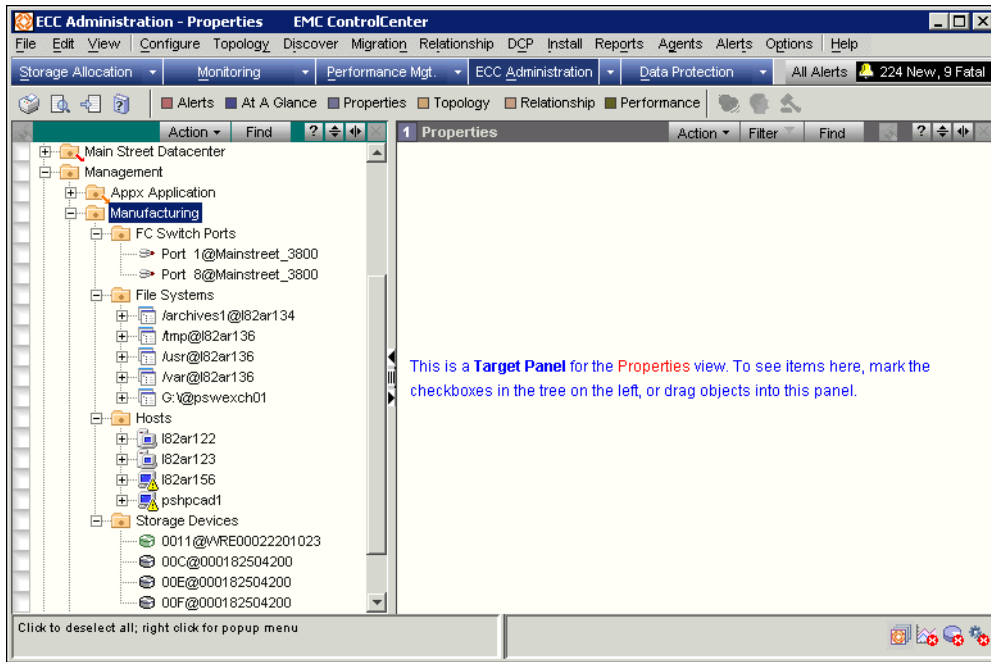 ECC Administration - Properties EMC ControlCenter
File Edit View Configure Topology Discover Migration Relationship DCP Install Reports Agents Alerts Options Help
Storage Allocation Monitoring Performance Mgt. ECC Administration Data Protection All Alerts 224 New, 9 Fatal
Alerts At A Glance Properties Topology Relationship Performance
Action Find ? 1 Properties Action Filter Find ?
Main Street Datacenter
Management
Appx Application
Manufacturing
FC Switch Ports
Port 1@Mainstreet_3800
Port 8@Mainstreet_3800
File Systems
/archives1@l82ar134
/tmp@l82ar136
/usr@l82ar136
/var@l82ar136
G:\@pswexch01
Hosts
l82ar122
l82ar123
l82ar156
pshpcad1
Storage Devices
0011@WRE00022201023
00C@000182504200
00E@000182504200
00F@000182504200
This is a Target Panel for the Properties view. To see items here, mark the
checkboxes in the tree on the left, or drag objects into this panel.
Click to deselect all; right click for popup menu